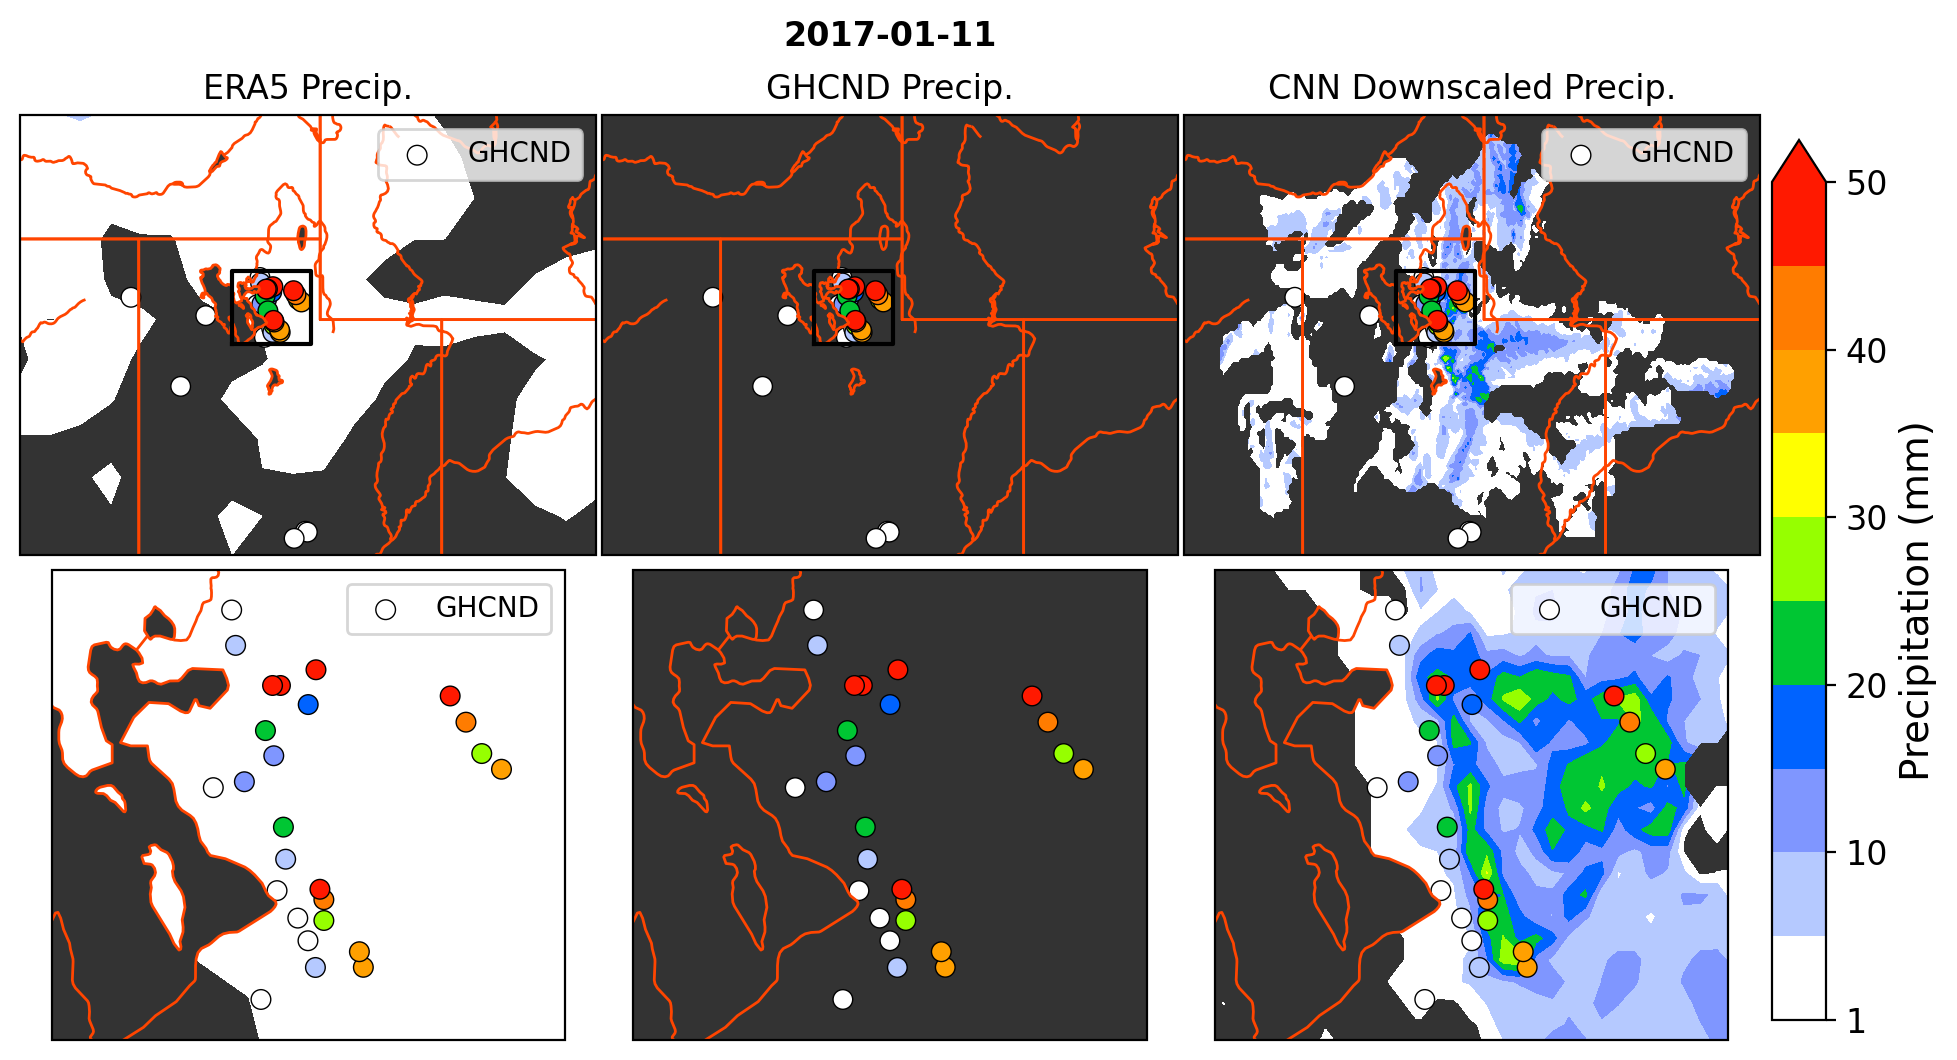 2017-01-11
ERA5 Precip.
GHCND Precip.
CNN Downscaled Precip.
GHCND
GHCND
GHCND
GHCND
50
40
30
20
10
1
Precipitation (mm)